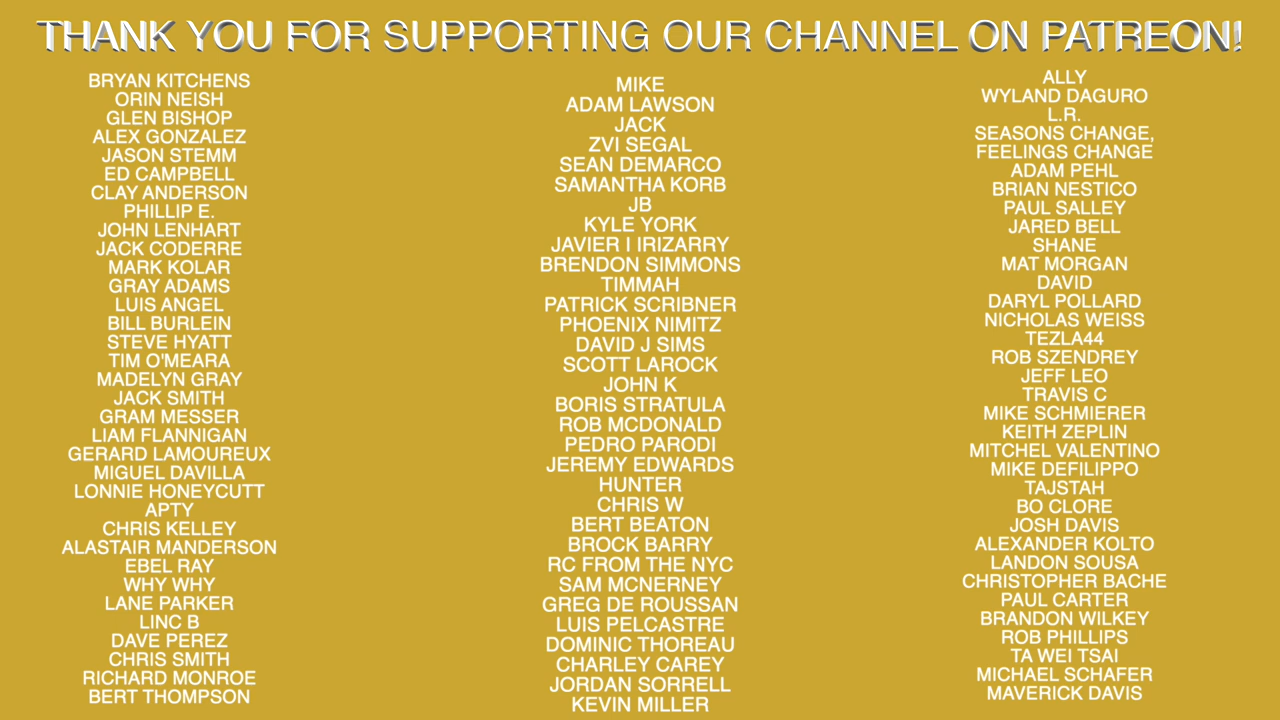 THANK YOU FOR SUPPORTING OUR CHANNEL ON PATREON!
BRYAN KITCHENS
ORIN NEISH
GLEN BISHOP
ALEX GONZALEZ
JASON STEMM
ED CAMPBELL
CLAY ANDERSON
PHILLIP E.
JOHN LENHART
JACK CODERRE
MARK KOLAR
GRAY ADAMS
LUIS ANGEL
BILL BURLEIN
STEVE HYATT
TIM O'MEARA
MADELYN GRAY
JACK SMITH
GRAM MESSER
LIAM FLANNIGAN
GERARD LAMOUREUX
MIGUEL DAVILLA
LONNIE HONEYCUTT
APTY
CHRIS KELLEY
ALASTAIR MANDERSON
EBEL RAY
WHY WHY
LANE PARKER
LINC B
DAVE PEREZ
CHRIS SMITH
RICHARD MONROE
BERT THOMPSON
MIKE
ADAM LAWSON
JACK
ZVI SEGAL
SEAN DEMARCO
SAMANTHA KORB
JB
KYLE YORK
JAVIER I IRIZARRY
BRENDON SIMMONS
TIMMAH
PATRICK SCRIBNER
PHOENIX NIMITZ
DAVID J SIMS
SCOTT LAROCK
JOHN K
BORIS STRATULA
ROB MCDONALD
PEDRO PARODI
JEREMY EDWARDS
HUNTER
CHRIS W
BERT BEATON
BROCK BARRY
RC FROM THE NYC
SAM MCNERNEY
GREG DE ROUSSAN
LUIS PELCASTRE
DOMINIC THOREAU
CHARLEY CAREY
JORDAN SORRELL
KEVIN MILLER
ALLY
WYLAND DAGURO
L.R.
SEASONS CHANGE,
FEELINGS CHANGE
ADAM PEHL
BRIAN NESTICO
PAUL SALLEY
JARED BELL
SHANE
MAT MORGAN
DAVID
DARYL POLLARD
NICHOLAS WEISS
TEZLA44
ROB SZENDREY
JEFF LEO
TRAVIS C
MIKE SCHMIERER
KEITH ZEPLIN
MITCHEL VALENTINO
MIKE DEFILIPPO
TAJSTAH
BO CLORE
JOSH DAVIS
ALEXANDER KOLTO
LANDON SOUSA
CHRISTOPHER BACHE
PAUL CARTER
BRANDON WILKEY
ROB PHILLIPS
TA WEI TSAI
MICHAEL SCHAFER
MAVERICK DAVIS